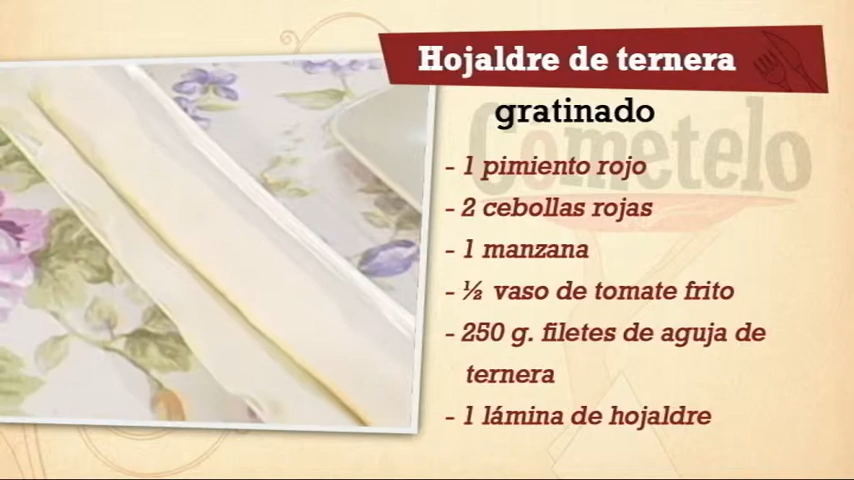 Hojaldre de ternera
gratinado
Cometelo
- 1 pimiento rojo
- 2 cebollas rojas
- 1 manzana
- ½ vaso de tomate frito
- 250 g. filetes de aguja de
ternera
- 1 lámina de hojaldre